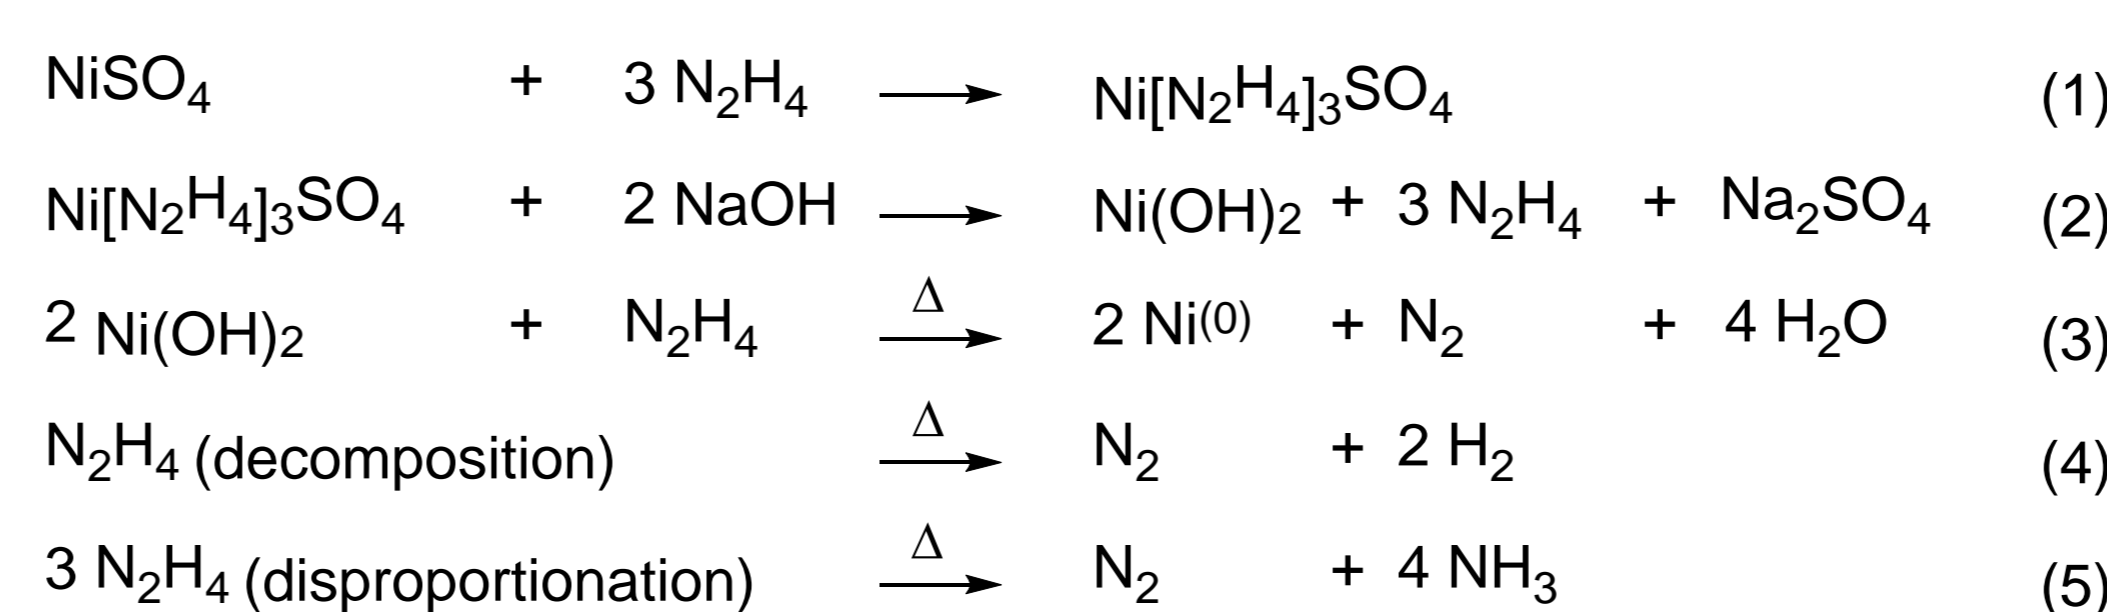 NiSO₄ + 3 N₂H₄ ⟶ Ni[N₂H₄]₃SO₄ (1)
Ni[N₂H₄]₃SO₄ + 2 NaOH ⟶ Ni(OH)₂ + 3 N₂H₄ + Na₂SO₄ (2)
2 Ni(OH)₂ + N₂H₄ Δ⟶ 2 Ni⁽⁰⁾ + N₂ + 4 H₂O (3)
N₂H₄ (decomposition) Δ⟶ N₂ + 2 H₂ (4)
3 N₂H₄ (disproportionation) Δ⟶ N₂ + 4 NH₃ (5)